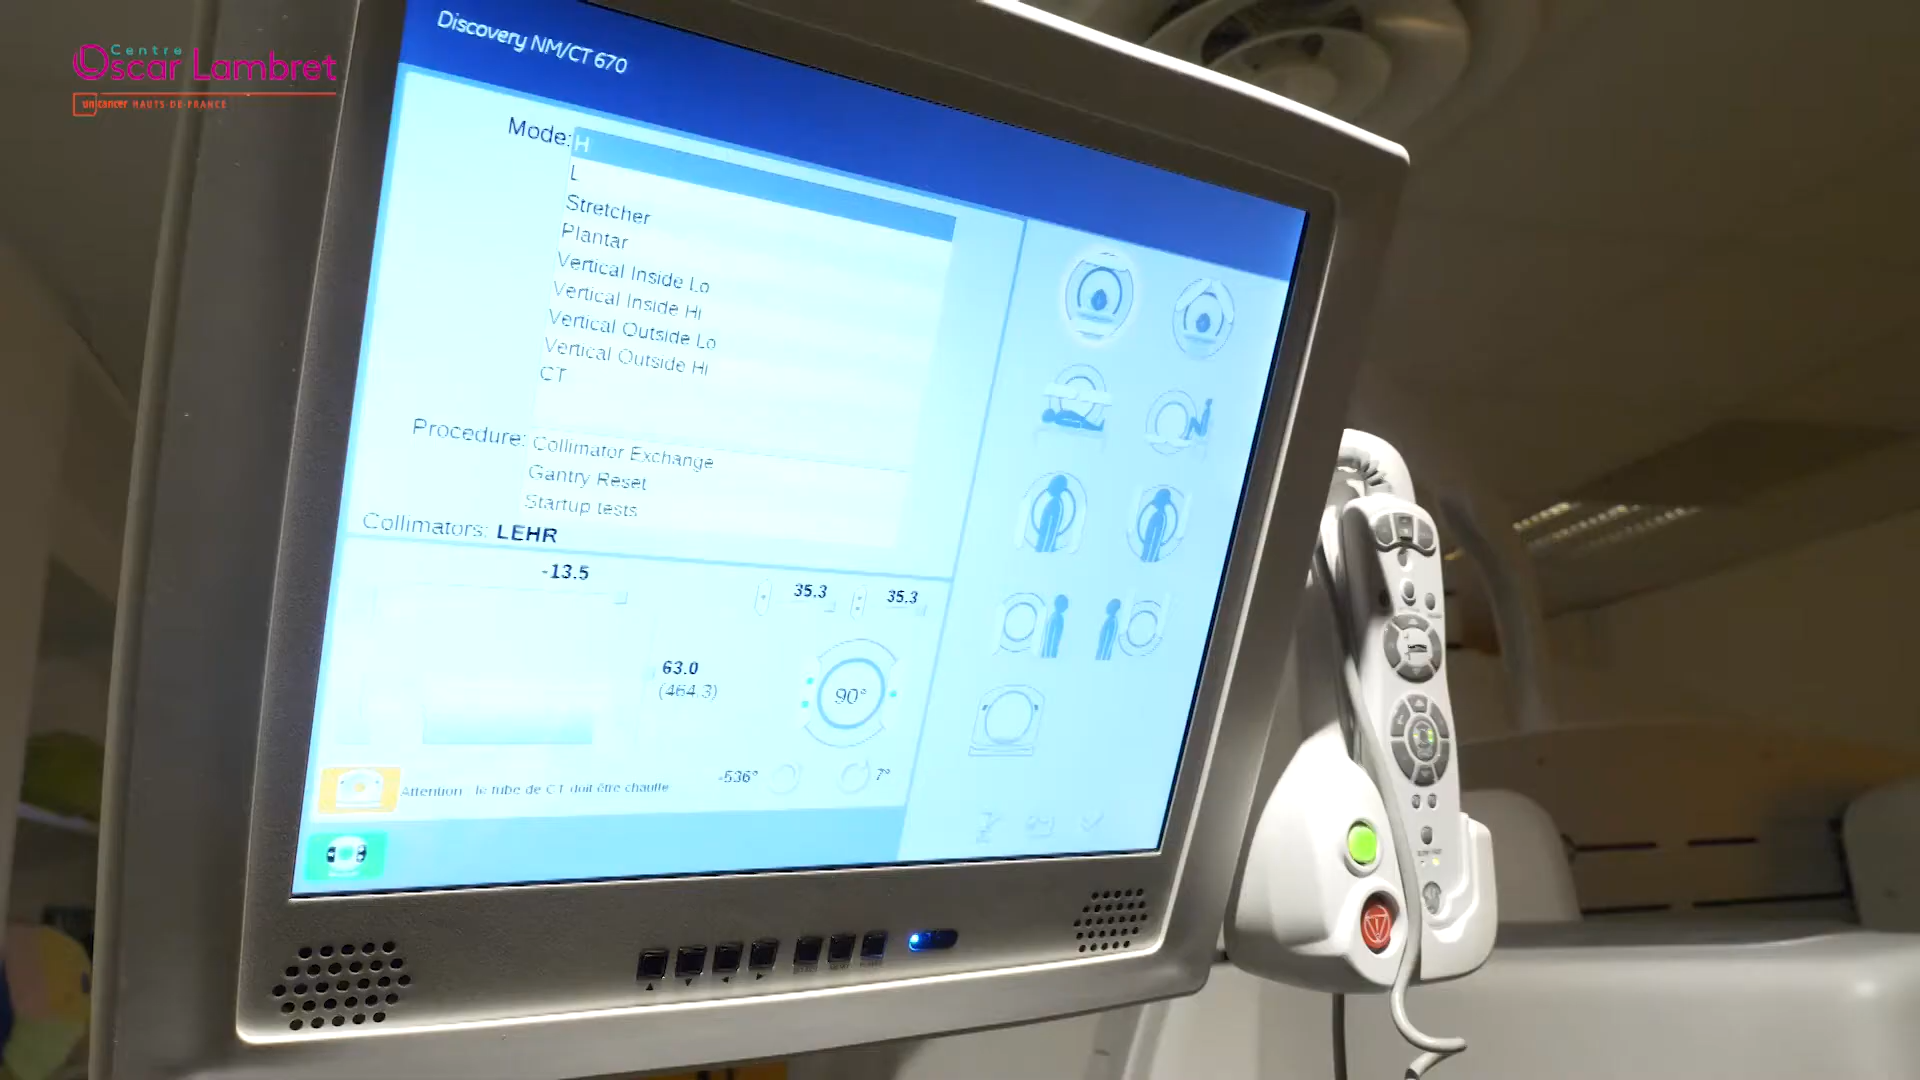 Centre
Oscar Lambret
unicancer HAUTS-DE-FRANCE
Discovery NM/CT 670
Mode: H
L
Stretcher
Plantar
Vertical Inside Lo
Vertical Inside Hi
Vertical Outside Lo
Vertical Outside Hi
CT
Procedure: Collimator Exchange
Gantry Reset
Startup tests
Collimators: LEHR
-13.5
35.3 35.3
63.0
(464.3)
90°
-536° 7°
Attention : le tube de CT doit être chauffé